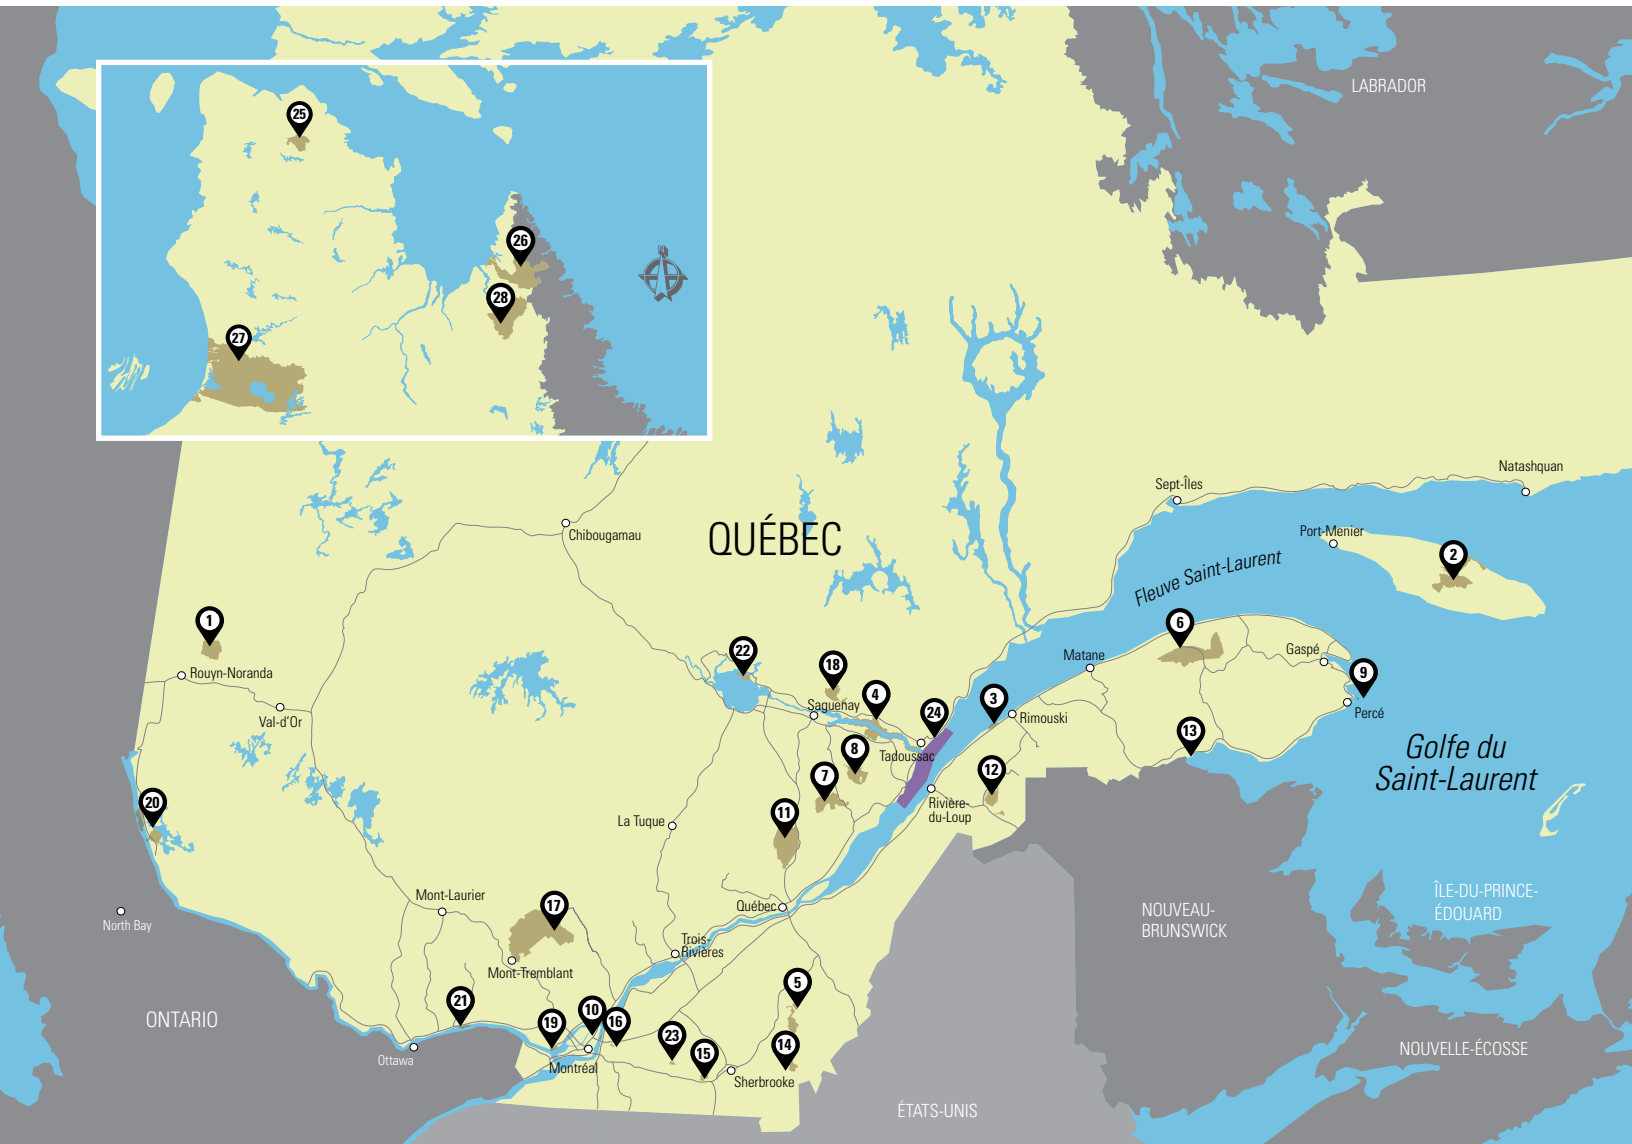 LABRADOR
25
N
26
28
27
Natashquan
Sept-Îles
Chibougamau
QUÉBEC
Port-Menier
Fleuve Saint-Laurent
2
1
6
22
18
Matane
Gaspé
Rouyn-Noranda
4
9
Saguenay
3
Rimouski
Percé
Val-d'Or
24
13
8
Tadoussac
Golfe du
Saint-Laurent
7
12
20
11
Rivière-
du-Loup
La Tuque
Mont-Laurier
17
Québec
ÎLE-DU-PRINCE-
ÉDOUARD
North Bay
NOUVEAU-
BRUNSWICK
Trois-
Rivières
Mont-Tremblant
5
21
ONTARIO
19
10
16
23
14
15
NOUVELLE-ÉCOSSE
Ottawa
Montréal
Sherbrooke
ÉTATS-UNIS